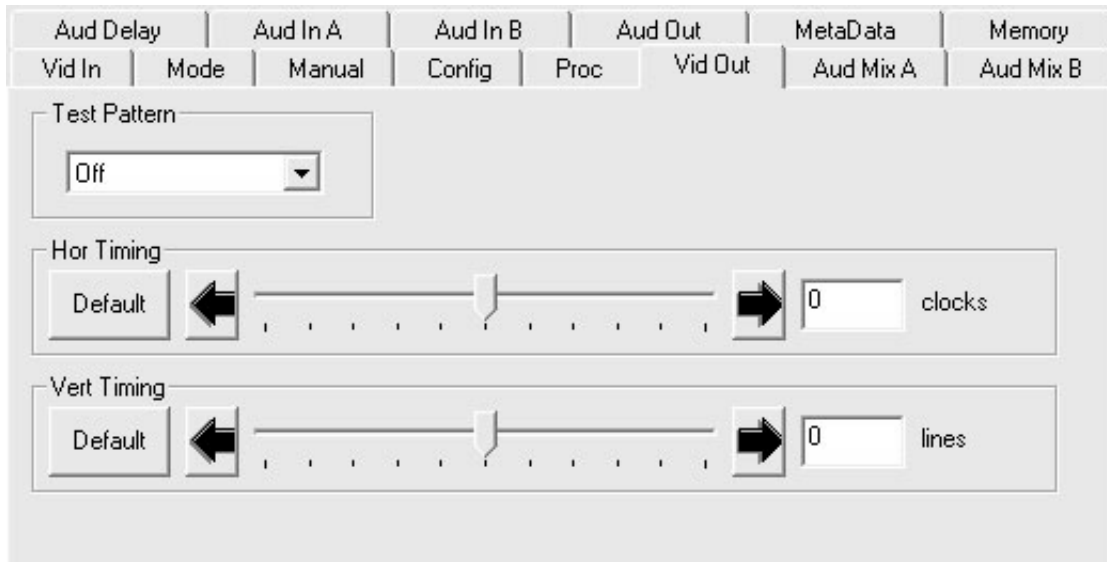 Aud Delay Aud In A Aud In B Aud Out MetaData Memory
Vid In Mode Manual Config Proc Vid Out Aud Mix A Aud Mix B
Test Pattern
Off
Hor Timing
Default 0 clocks
Vert Timing
Default 0 lines